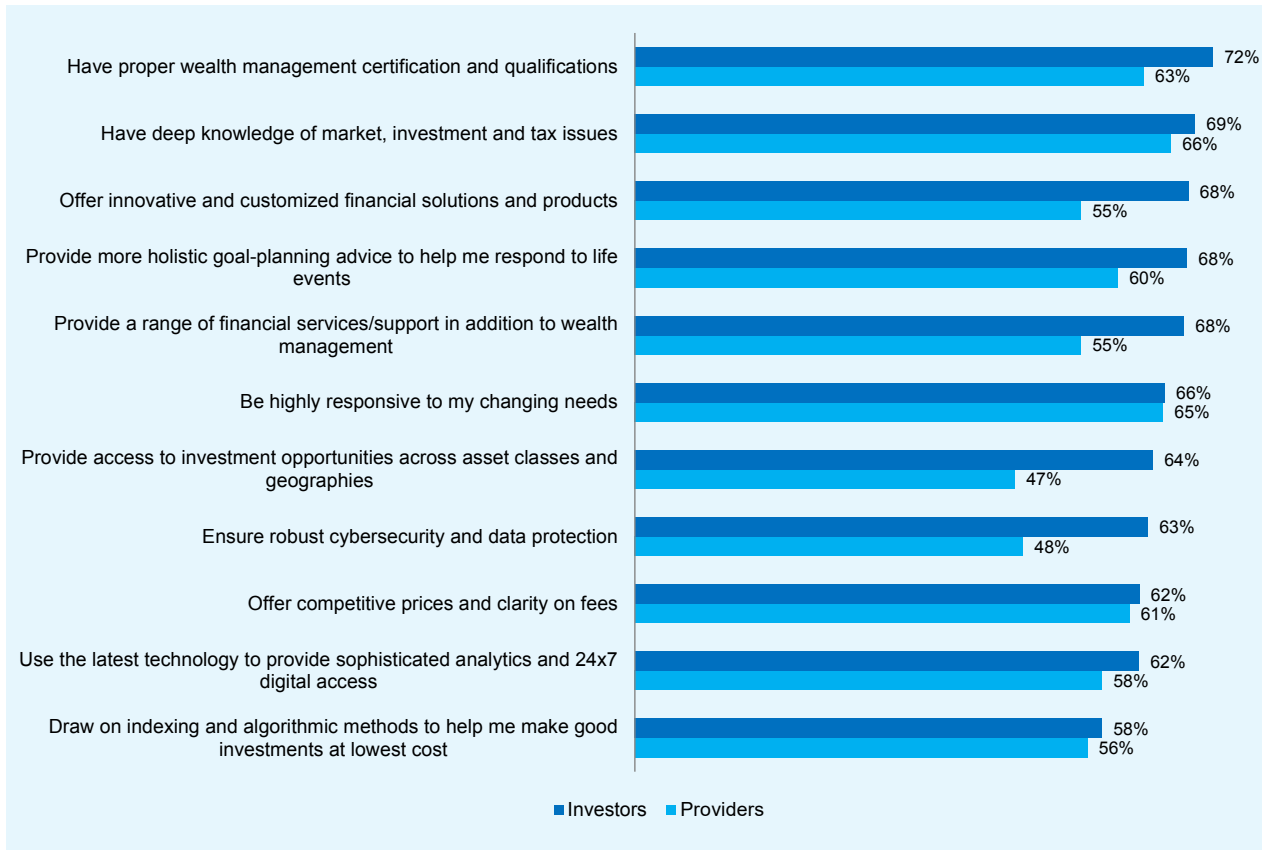 Have proper wealth management certification and qualifications
72%
63%
Have deep knowledge of market, investment and tax issues
69%
66%
Offer innovative and customized financial solutions and products
68%
55%
Provide more holistic goal-planning advice to help me respond to life
events
68%
60%
Provide a range of financial services/support in addition to wealth
management
68%
55%
Be highly responsive to my changing needs
66%
65%
Provide access to investment opportunities across asset classes and
geographies
64%
47%
Ensure robust cybersecurity and data protection
63%
48%
Offer competitive prices and clarity on fees
62%
61%
Use the latest technology to provide sophisticated analytics and 24x7
digital access
62%
58%
Draw on indexing and algorithmic methods to help me make good
investments at lowest cost
58%
56%
Investors Providers